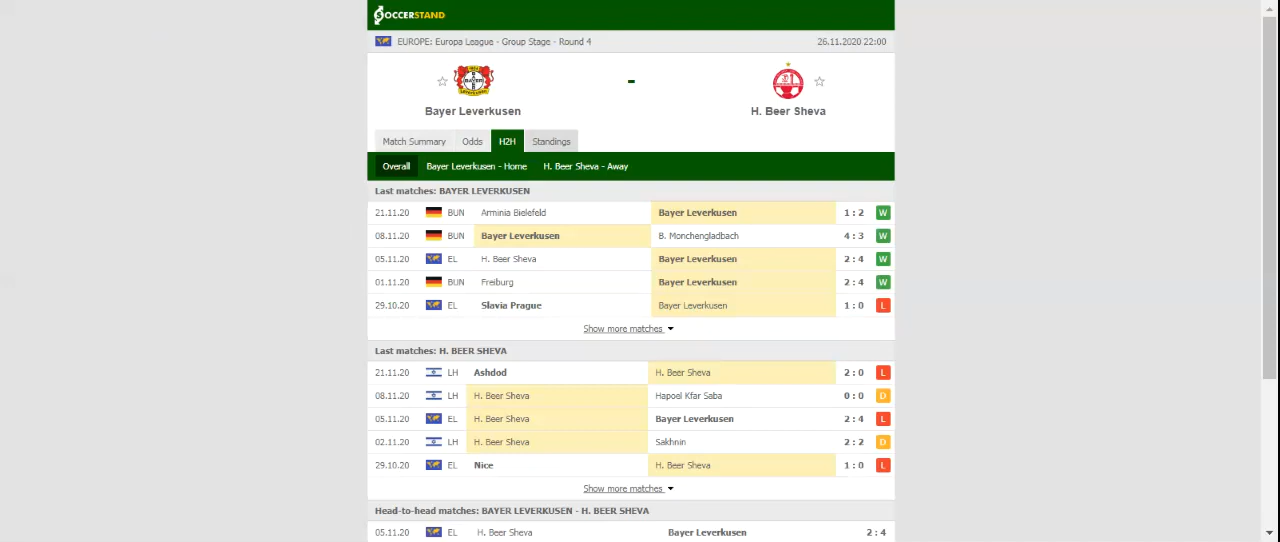 SOCCERSTAND
EUROPE: Europa League - Group Stage - Round 4 26.11.2020 22:00
-
Bayer Leverkusen H. Beer Sheva
Match Summary Odds H2H Standings
Overall Bayer Leverkusen - Home H. Beer Sheva - Away
Last matches: BAYER LEVERKUSEN
21.11.20 BUN Arminia Bielefeld Bayer Leverkusen 1 : 2 W
08.11.20 BUN Bayer Leverkusen B. Monchengladbach 4 : 3 W
05.11.20 EL H. Beer Sheva Bayer Leverkusen 2 : 4 W
01.11.20 BUN Freiburg Bayer Leverkusen 2 : 4 W
29.10.20 EL Slavia Prague Bayer Leverkusen 1 : 0 L
Show more matches
Last matches: H. BEER SHEVA
21.11.20 LH Ashdod H. Beer Sheva 2 : 0 L
08.11.20 LH H. Beer Sheva Hapoel Kfar Saba 0 : 0 D
05.11.20 EL H. Beer Sheva Bayer Leverkusen 2 : 4 L
02.11.20 LH H. Beer Sheva Sakhnin 2 : 2 D
29.10.20 EL Nice H. Beer Sheva 1 : 0 L
Show more matches
Head-to-head matches: BAYER LEVERKUSEN - H. BEER SHEVA
05.11.20 EL H. Beer Sheva Bayer Leverkusen 2 : 4